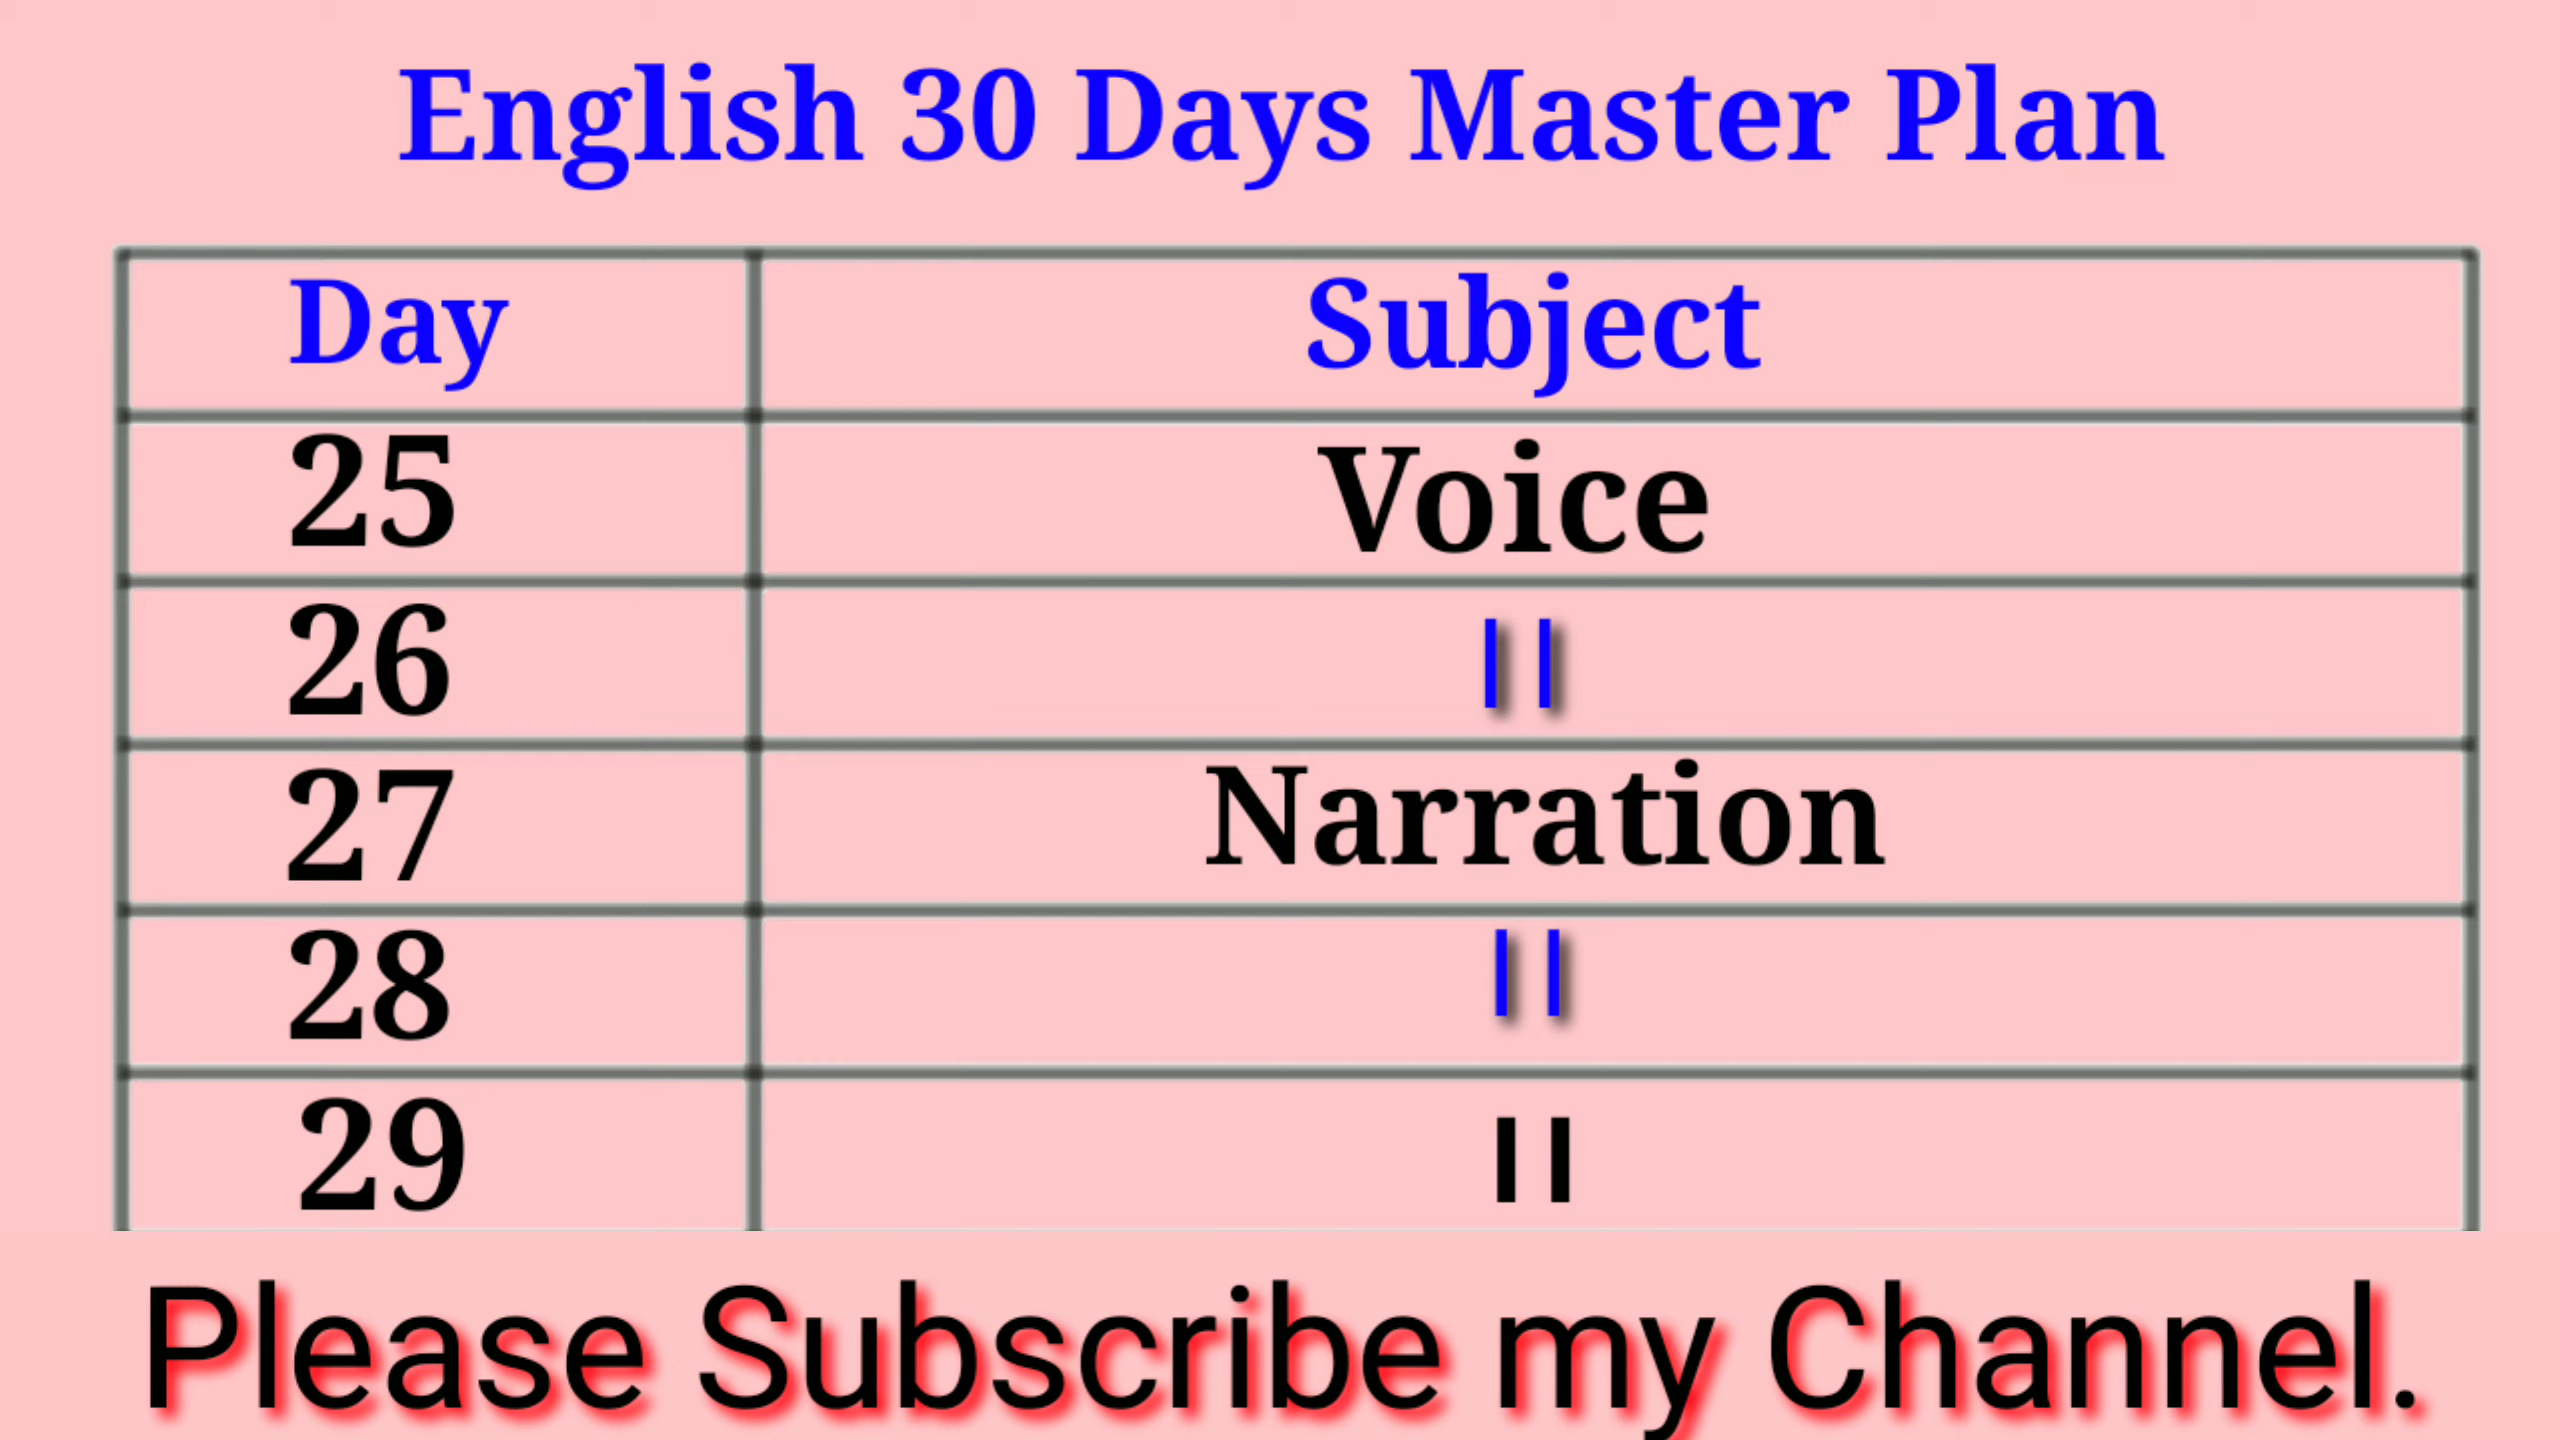 English 30 Days Master Plan
Day Subject
25 Voice
26 ||
27 Narration
28 ||
29 ||
Please Subscribe my Channel.